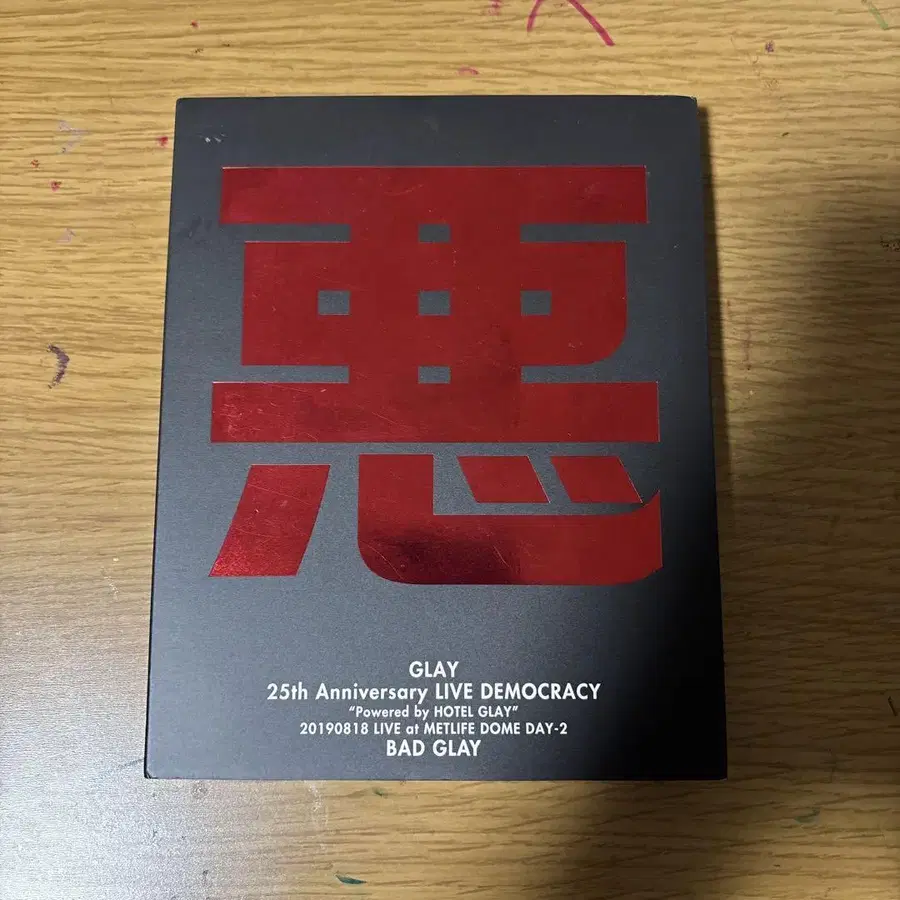 悪
GLAY
25th Anniversary LIVE DEMOCRACY
“Powered by HOTEL GLAY”
20190818 LIVE at METLIFE DOME DAY-2
BAD GLAY